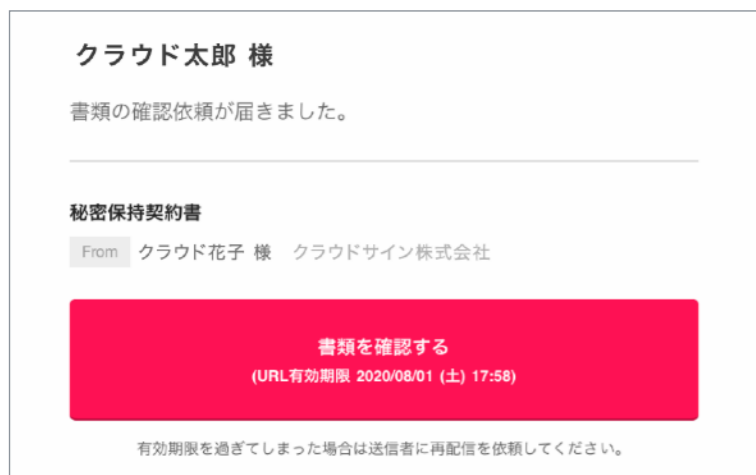 クラウド太郎 様
書類の確認依頼が届きました。
秘密保持契約書
From クラウド花子 様 クラウドサイン株式会社
書類を確認する
(URL有効期限 2020/08/01 (土) 17:58)
有効期限を過ぎてしまった場合は送信者に再配信を依頼してください。